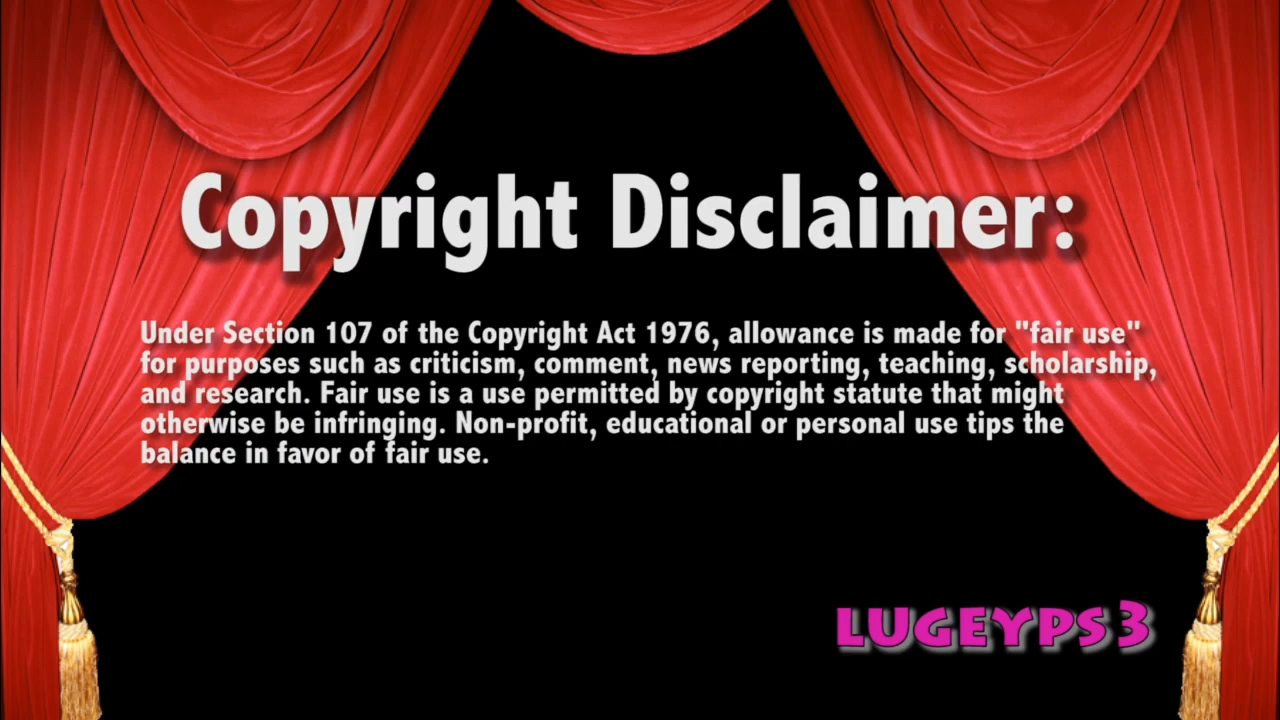 Copyright Disclaimer:
Under Section 107 of the Copyright Act 1976, allowance is made for "fair use"
for purposes such as criticism, comment, news reporting, teaching, scholarship,
and research. Fair use is a use permitted by copyright statute that might
otherwise be infringing. Non-profit, educational or personal use tips the
balance in favor of fair use.
LUGEYPS3